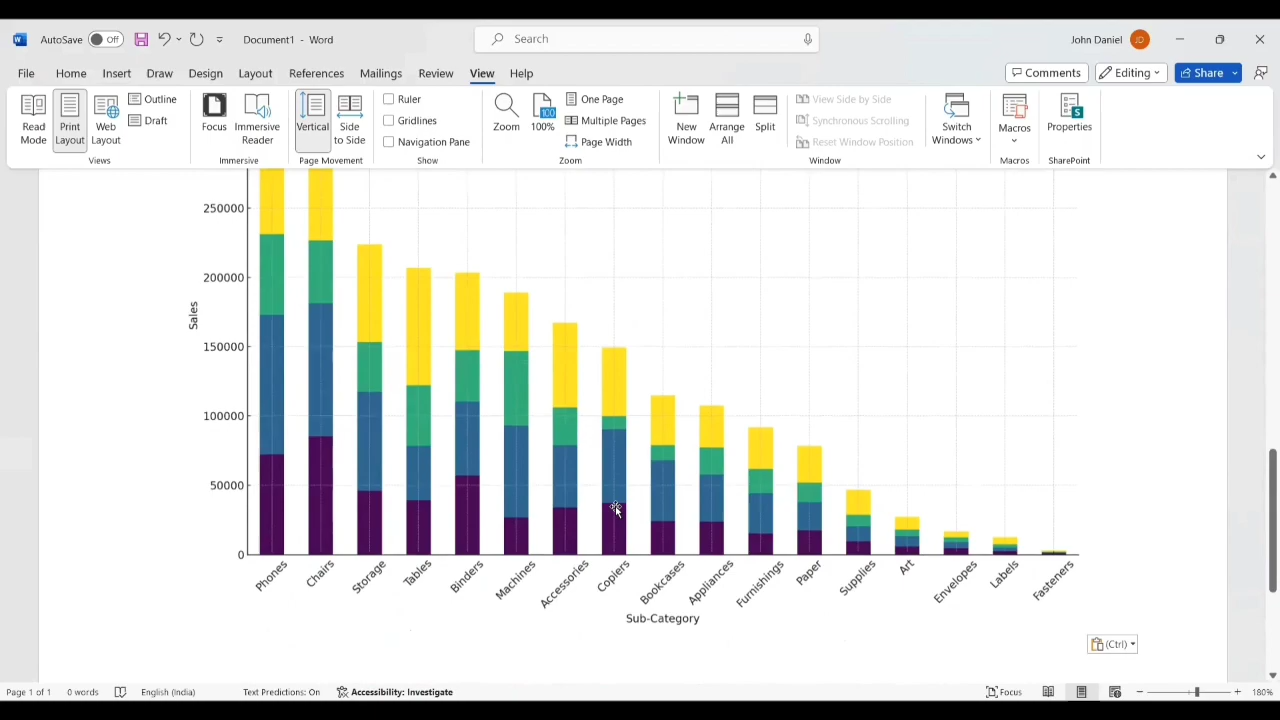 AutoSave Off Document1 - Word Search John Daniel JD
File Home Insert Draw Design Layout References Mailings Review View Help Comments Editing Share
Read Mode Print Layout Web Layout Outline Draft
Views
Focus Immersive Reader
Immersive
Vertical Side to Side
Page Movement
Ruler
Gridlines
Navigation Pane
Show
Zoom 100% 100 One Page
Multiple Pages
Page Width
Zoom
New Window Arrange All Split
View Side by Side
Synchronous Scrolling
Reset Window Position
Switch Windows
Window
Macros
Macros
Properties
SharePoint
250000
200000
150000
100000
50000
0
Sales
Phones
Chairs
Storage
Tables
Binders
Machines
Accessories
Copiers
Bookcases
Appliances
Furnishings
Paper
Supplies
Art
Envelopes
Labels
Fasteners
Sub-Category
(Ctrl)
Page 1 of 1 0 words English (India) Text Predictions: On Accessibility: Investigate Focus 180%